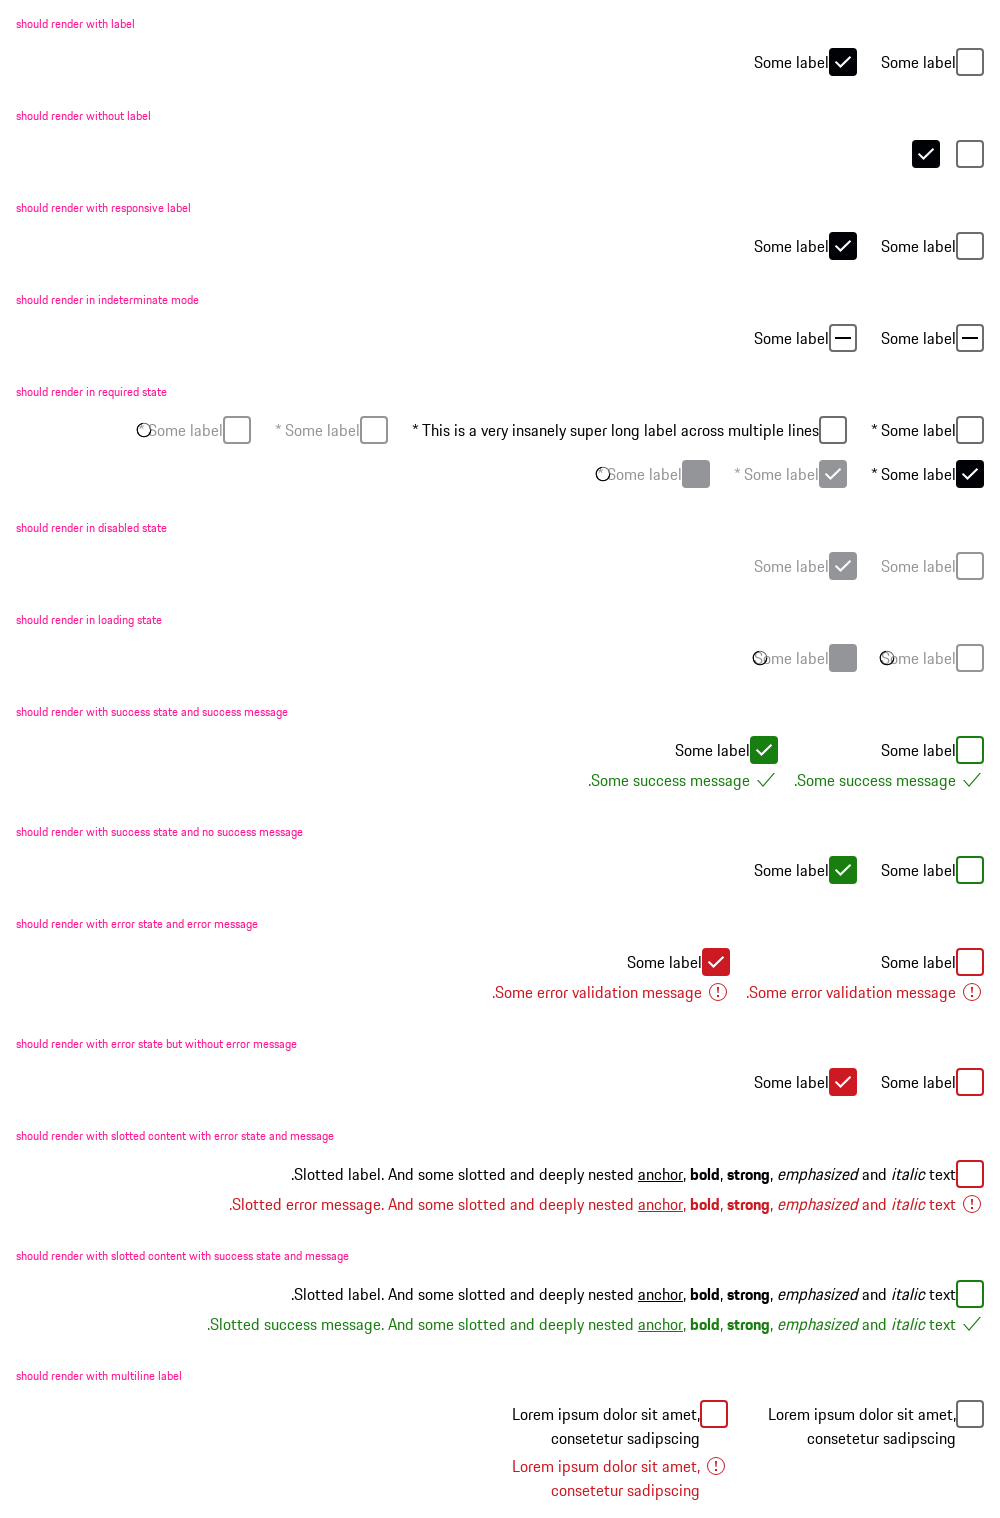 should render with label
Some label Some label
should render without label
should render with responsive label
Some label Some label
should render in indeterminate mode
Some label Some label
should render in required state
* Some label * Some label * This is a very insanely super long label across multiple lines * Some label
* Some label * Some label * Some label
should render in disabled state
Some label Some label
should render in loading state
Some label Some label
should render with success state and success message
Some label Some label
.Some success message .Some success message
should render with success state and no success message
Some label Some label
should render with error state and error message
Some label Some label
.Some error validation message .Some error validation message
should render with error state but without error message
Some label Some label
should render with slotted content with error state and message
.Slotted label. And some slotted and deeply nested anchor, bold, strong, emphasized and italic text
.Slotted error message. And some slotted and deeply nested anchor, bold, strong, emphasized and italic text
should render with slotted content with success state and message
.Slotted label. And some slotted and deeply nested anchor, bold, strong, emphasized and italic text
.Slotted success message. And some slotted and deeply nested anchor, bold, strong, emphasized and italic text
should render with multiline label
Lorem ipsum dolor sit amet, Lorem ipsum dolor sit amet,
consetetur sadipscing consetetur sadipscing
Lorem ipsum dolor sit amet,
consetetur sadipscing